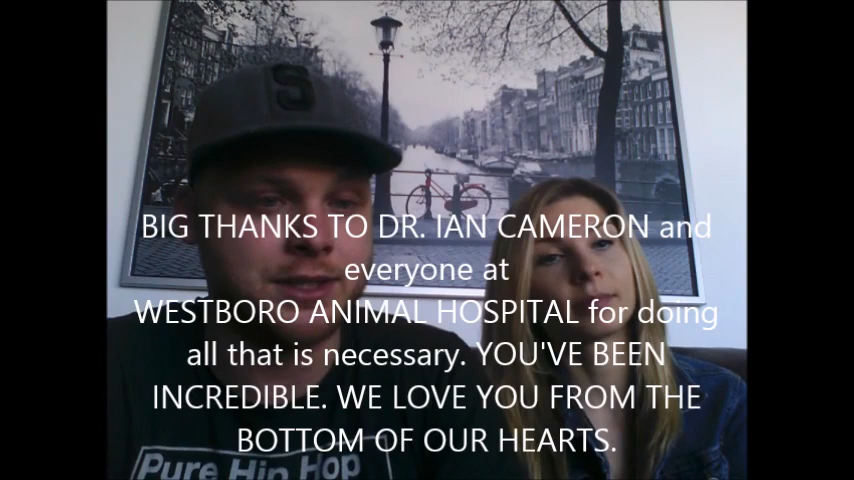 S
BIG THANKS TO DR. IAN CAMERON and
everyone at
WESTBORO ANIMAL HOSPITAL for doing
all that is necessary. YOU'VE BEEN
INCREDIBLE. WE LOVE YOU FROM THE
BOTTOM OF OUR HEARTS.
Pure Hip Hop